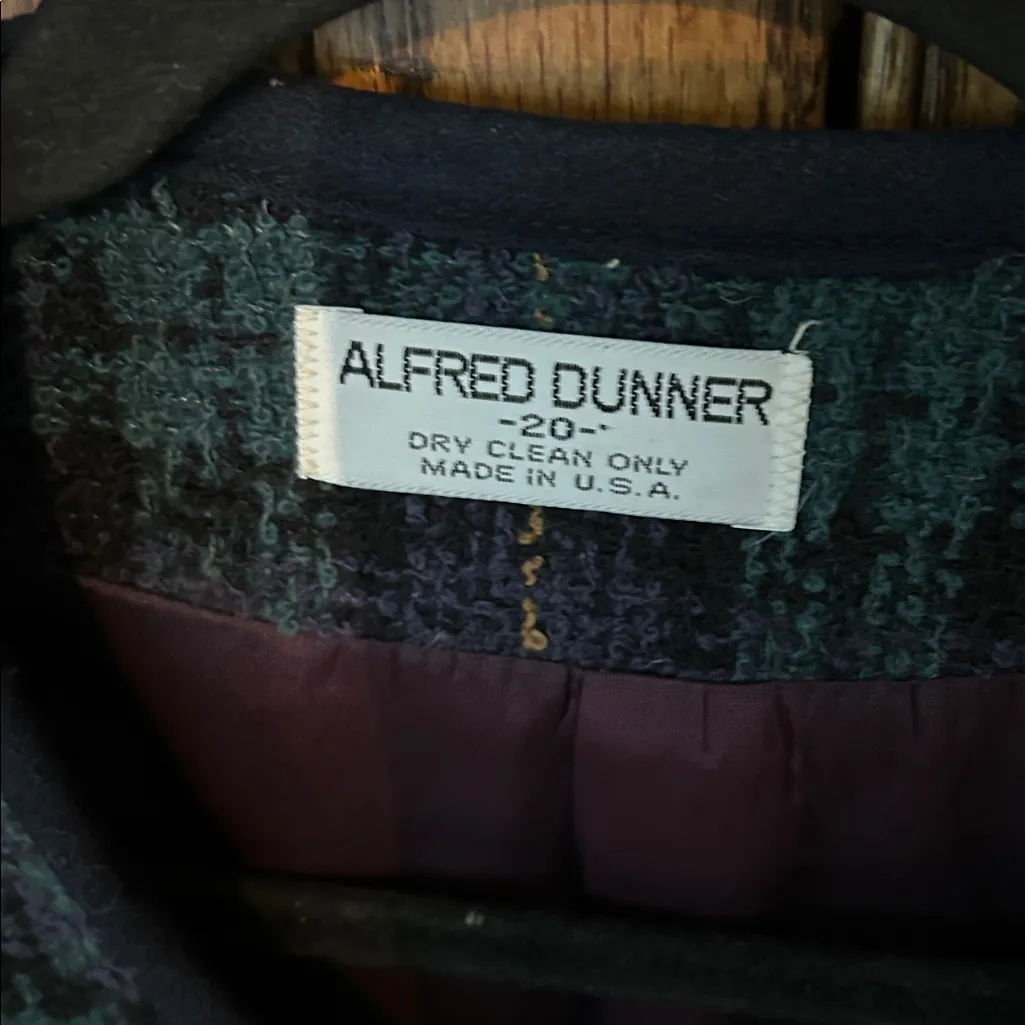 ALFRED DUNNER
-20-
DRY CLEAN ONLY
MADE IN U.S.A.